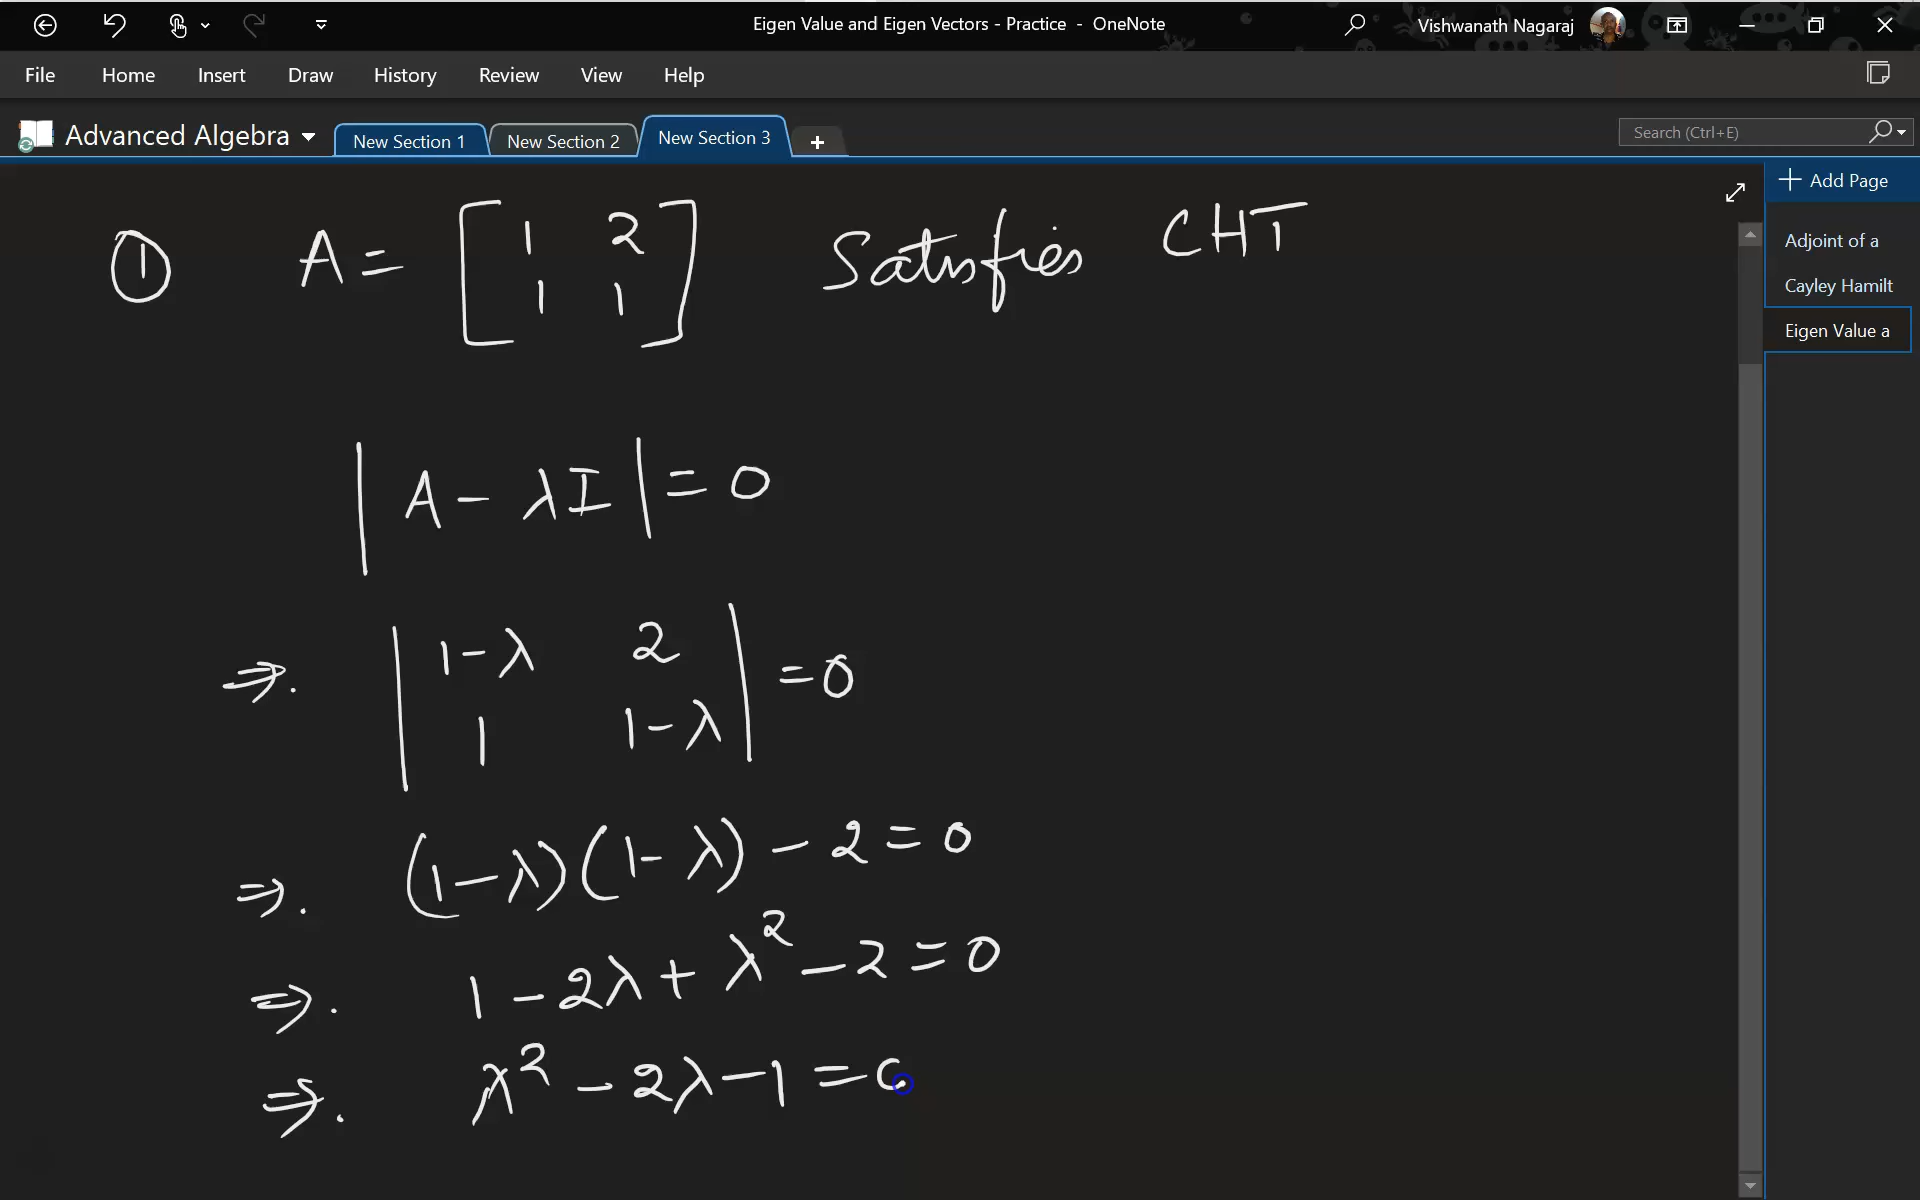 Eigen Value and Eigen Vectors - Practice - OneNote
Vishwanath Nagaraj
File Home Insert Draw History Review View Help
Advanced Algebra New Section 1 New Section 2 New Section 3 +
Search (Ctrl+E)
+ Add Page
Adjoint of a
Cayley Hamilt
Eigen Value a
① A = [1 2
1 1] Satisfies CHT
|A - λI| = 0
⇒. |1-λ 2
1 1-λ| = 0
⇒. (1-λ)(1-λ) - 2 = 0
⇒. 1 - 2λ + λ² - 2 = 0
⇒. λ² - 2λ - 1 = 0